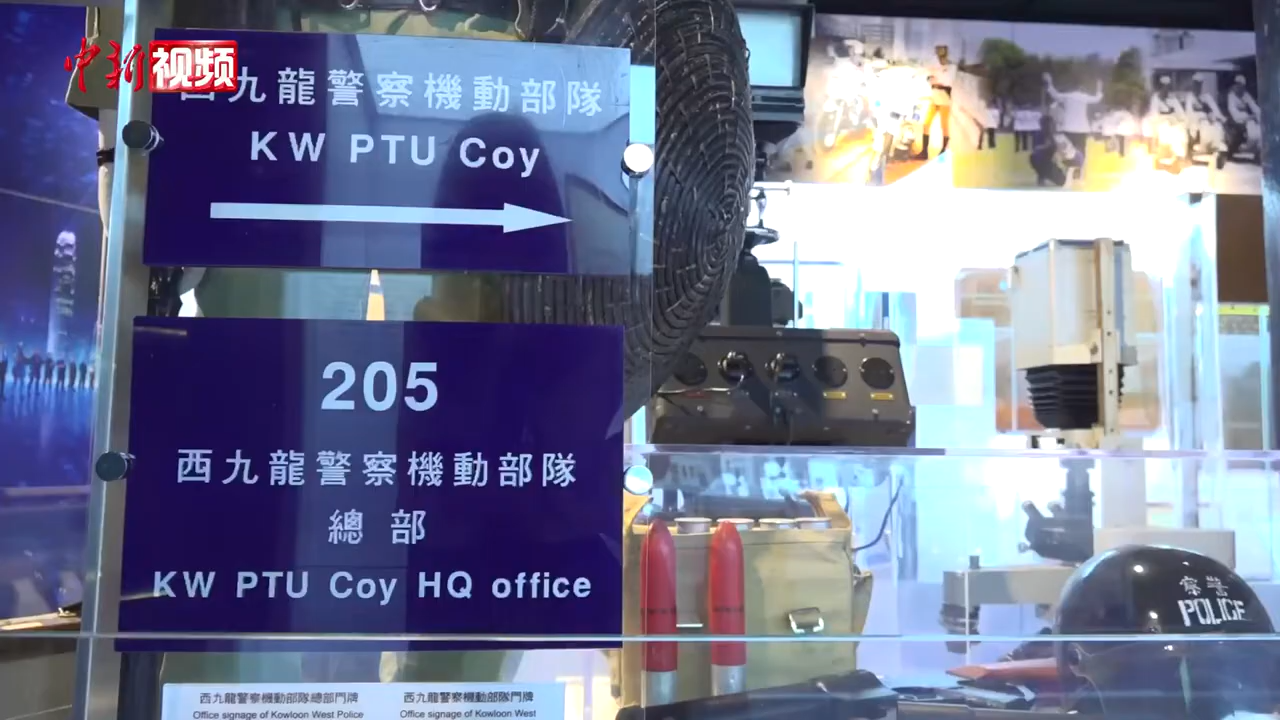 中新视频
西九龍警察機動部隊
KW PTU Coy
205
西九龍警察機動部隊
總部
KW PTU Coy HQ office
察警
POLICE
西九龍警察機動部隊總部門牌
Office signage of Kowloon West Police
西九龍警察機動部隊門牌
Office signage of Kowloon West